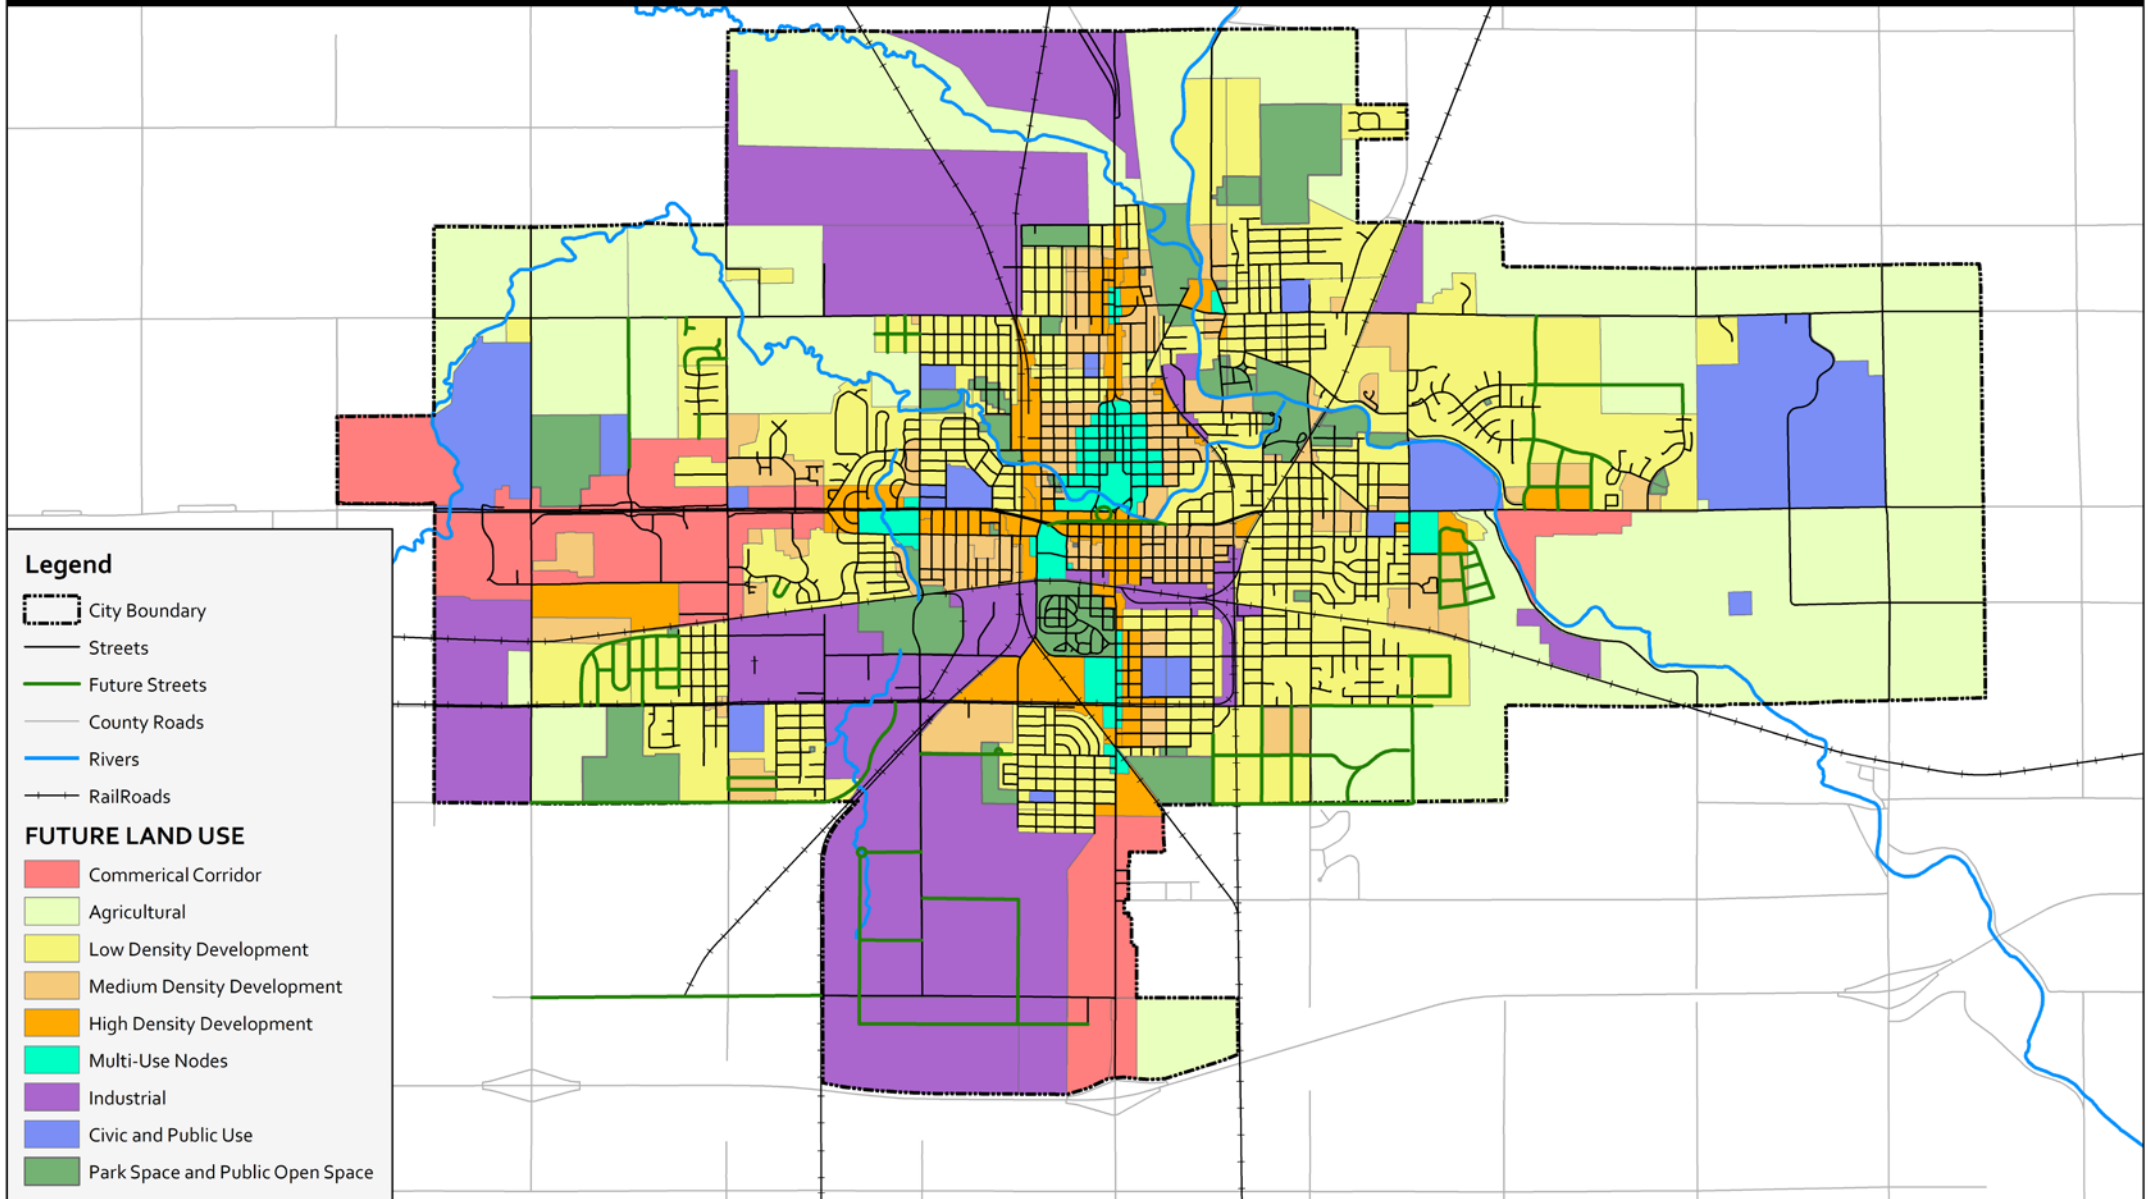 Legend
City Boundary
Streets
Future Streets
County Roads
Rivers
RailRoads
FUTURE LAND USE
Commerical Corridor
Agricultural
Low Density Development
Medium Density Development
High Density Development
Multi-Use Nodes
Industrial
Civic and Public Use
Park Space and Public Open Space